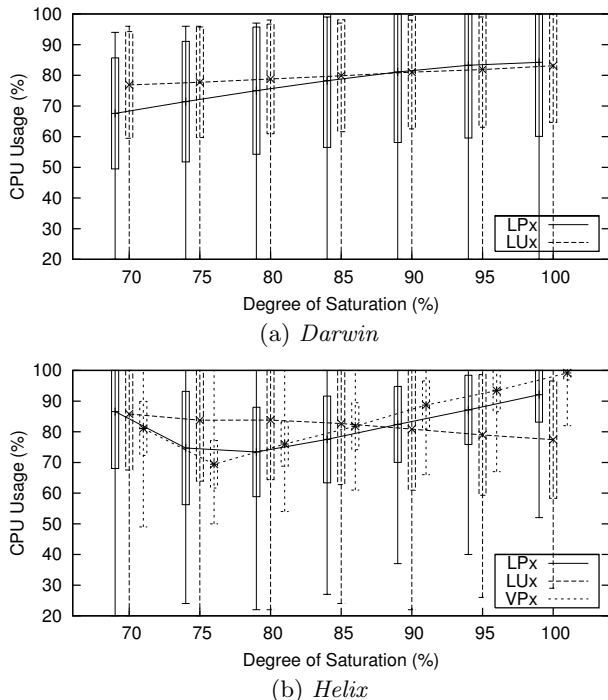 100
90
80
70
60
50
40
30
20
CPU Usage (%)
LPx
LUx
70 75 80 85 90 95 100
Degree of Saturation (%)
(a) Darwin
100
90
80
70
60
50
40
30
20
CPU Usage (%)
LPx
LUx
VPx
70 75 80 85 90 95 100
Degree of Saturation (%)
(b) Helix